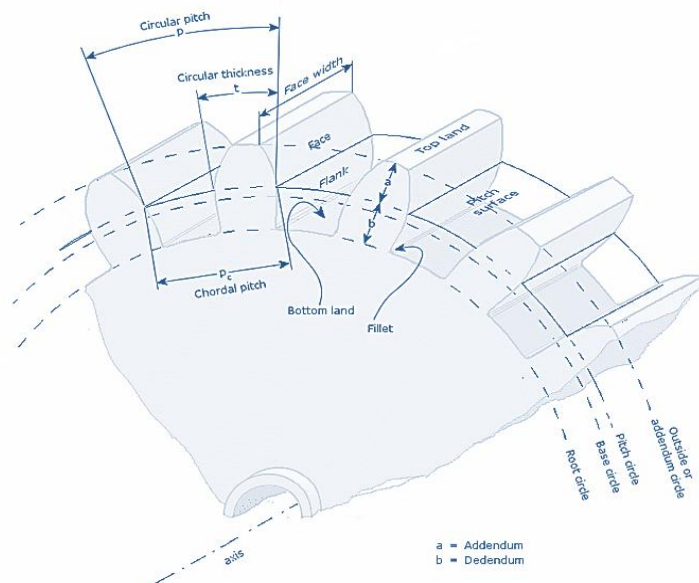 Circular pitch
p
Circular thickness
t
Face width
Face
Flank
Top land
a
b
Pitch
surface
Pc
Chordal pitch
Bottom land
Fillet
Outside or
addendum circle
Pitch circle
Base circle
Root circle
axis
a = Addendum
b = Dedendum